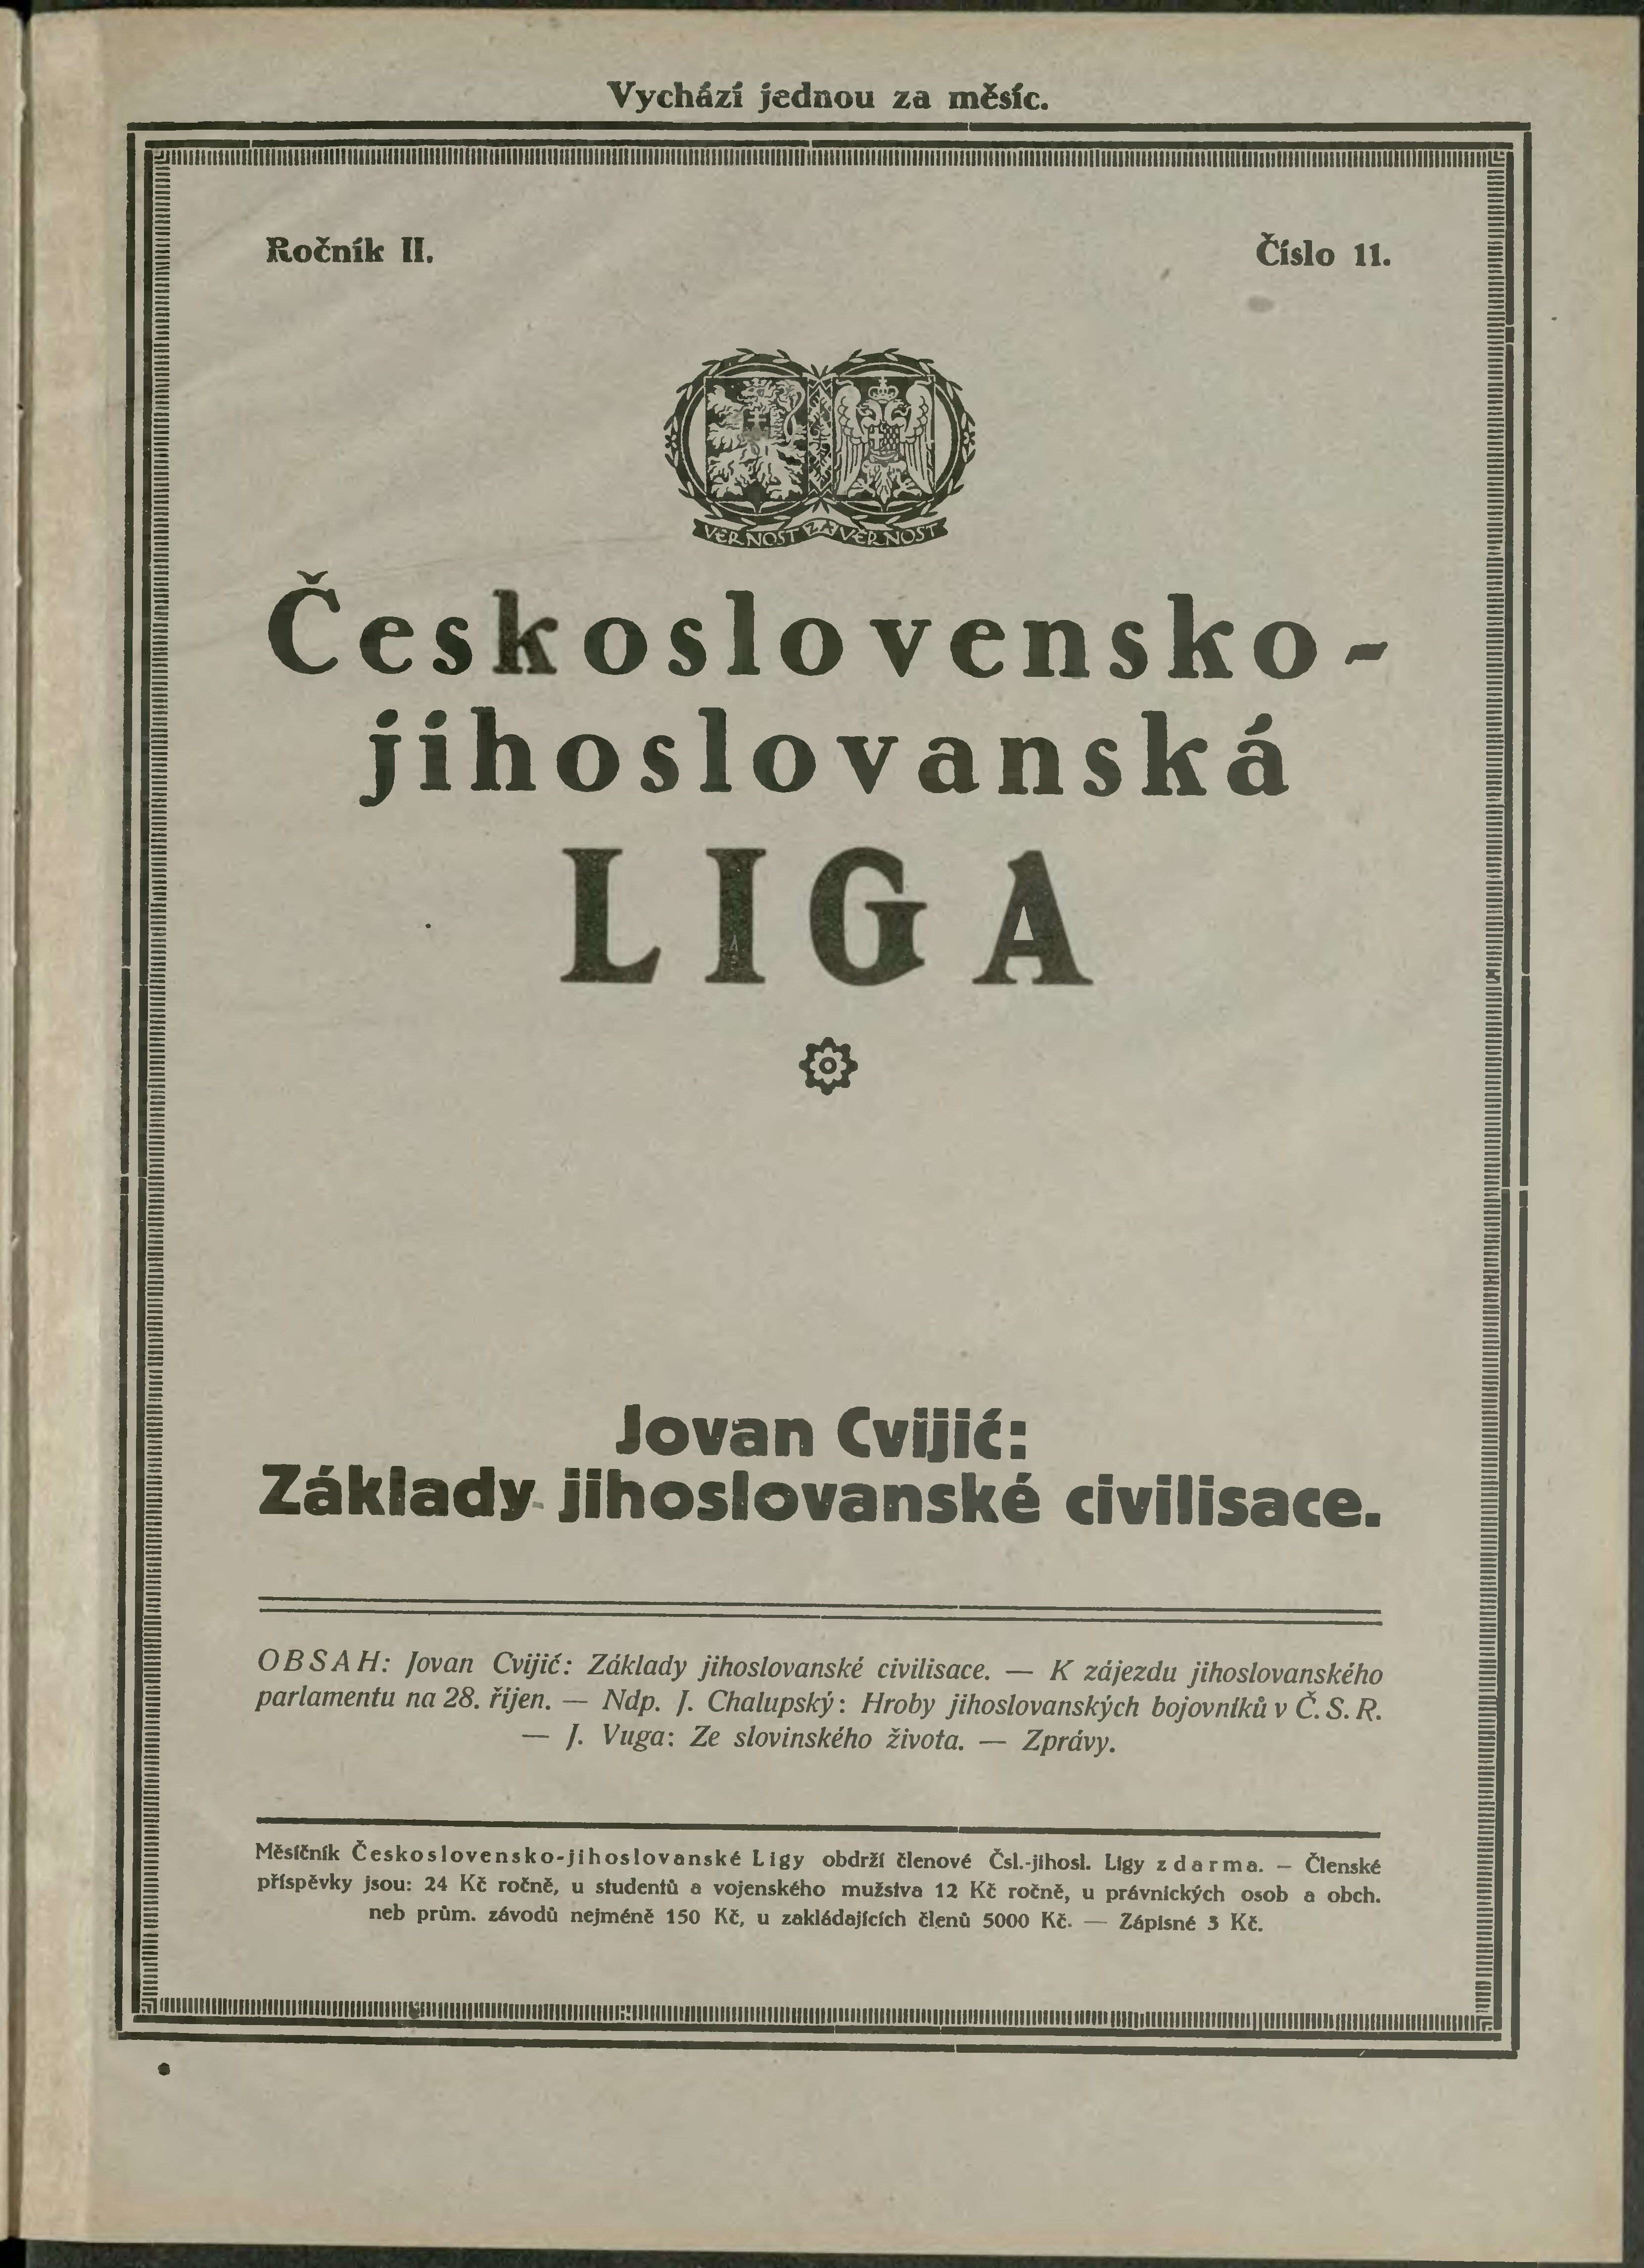 Vychází jednou za měsíc.
Ročník II.
Číslo 11.
VĚRNOST ZA VĚRNOST
Československo-
jihoslovanská
LIGA
Jovan Cvijić:
Základy jihoslovanské civilisace.
OBSAH: Jovan Cvijić: Základy jihoslovanské civilisace. — K zájezdu jihoslovanského
parlamentu na 28. říjen. — Ndp. J. Chalupský: Hroby jihoslovanských bojovníků v Č. S. R.
— J. Vuga: Ze slovinského života. — Zprávy.
Měsíčník Československo-jihoslovanské Ligy obdrží členové Čsl.-jihosl. Ligy zdarma. — Členské
příspěvky jsou: 24 Kč ročně, u studentů a vojenského mužstva 12 Kč ročně, u právnických osob a obch.
neb prům. závodů nejméně 150 Kč, u zakládajících členů 5000 Kč. — Zápisné 3 Kč.